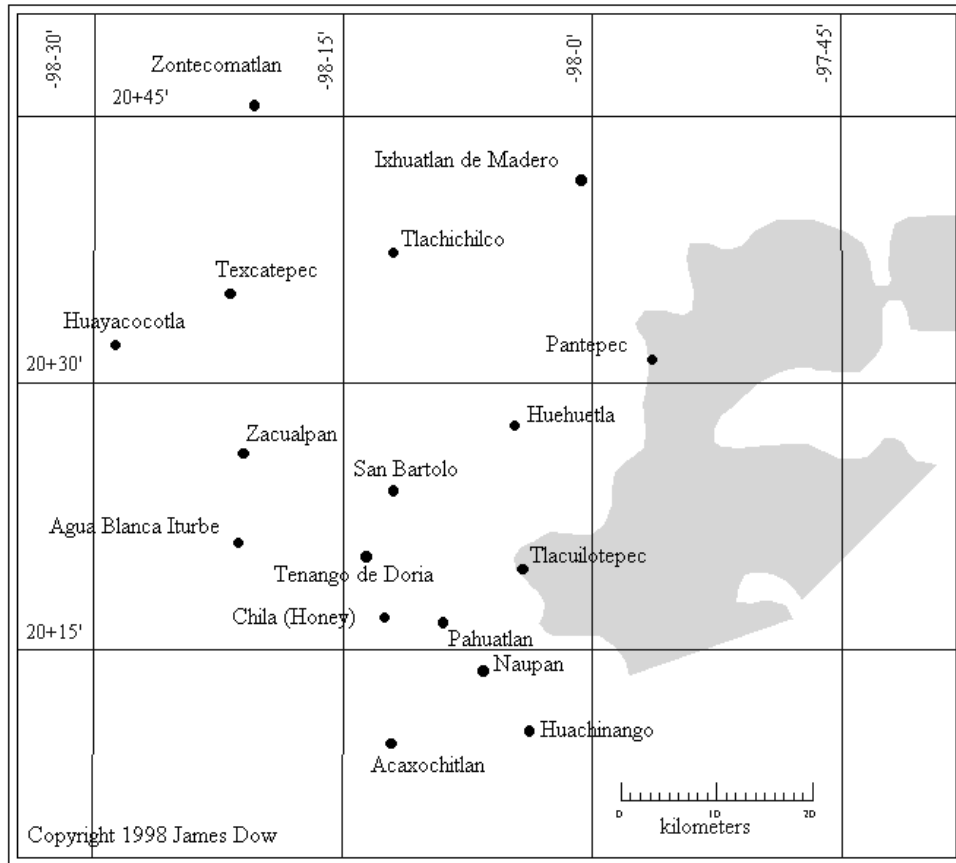 -98-30'
-98-15'
-98-0'
-97-45'
Zontecomatlan
20+45'
Ixhuatlan de Madero
Tlachichilco
Texcatepec
Huayacocotla
Pantepec
20+30'
Huehuetla
Zacualpan
San Bartolo
Agua Blanca Iturbe
Tlacuilotepec
Tenango de Doria
Chila (Honey)
20+15'
Pahuatlan
Naupan
Huachinango
Acaxochitlan
0 10 20
kilometers
Copyright 1998 James Dow